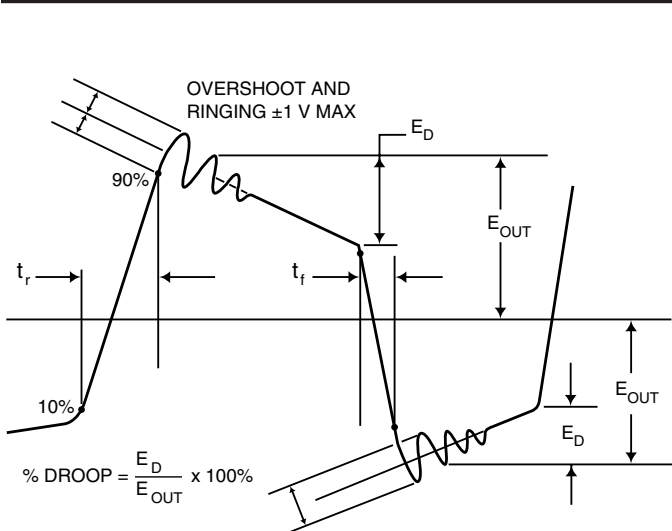 OVERSHOOT AND
RINGING ±1 V MAX
E_D
90%
E_OUT
t_r
t_f
10%
E_OUT
E_D
% DROOP = E_D / E_OUT x 100%